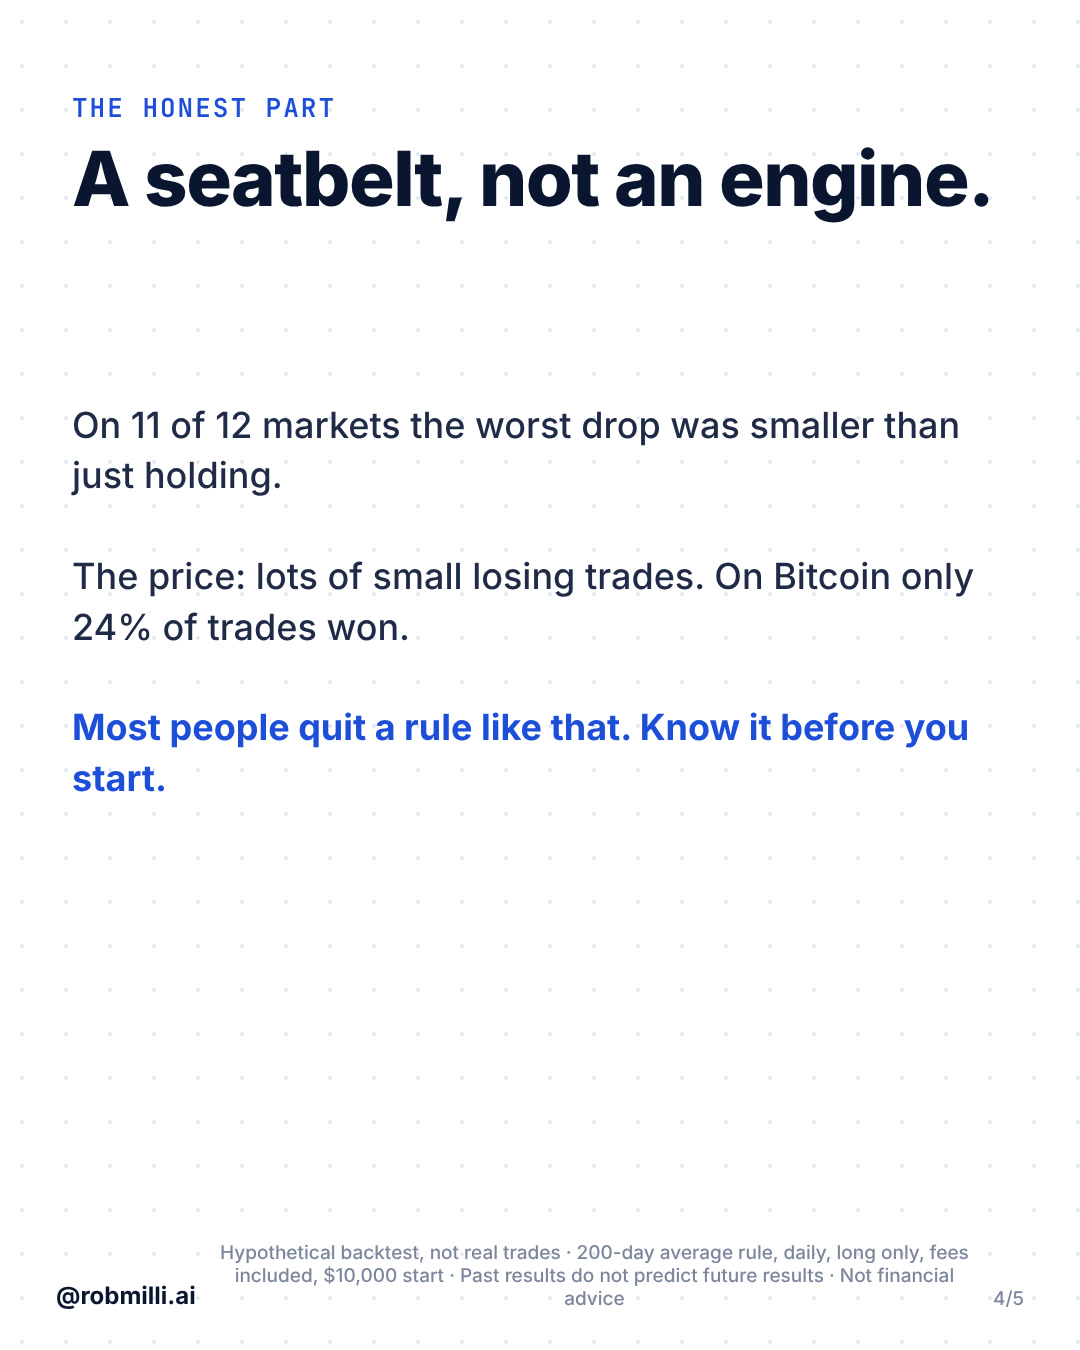 THE HONEST PART
A seatbelt, not an engine.
On 11 of 12 markets the worst drop was smaller than
just holding.
The price: lots of small losing trades. On Bitcoin only
24% of trades won.
Most people quit a rule like that. Know it before you
start.
Hypothetical backtest, not real trades · 200-day average rule, daily, long only, fees
included, $10,000 start · Past results do not predict future results · Not financial
advice
@robmilli.ai
4/5